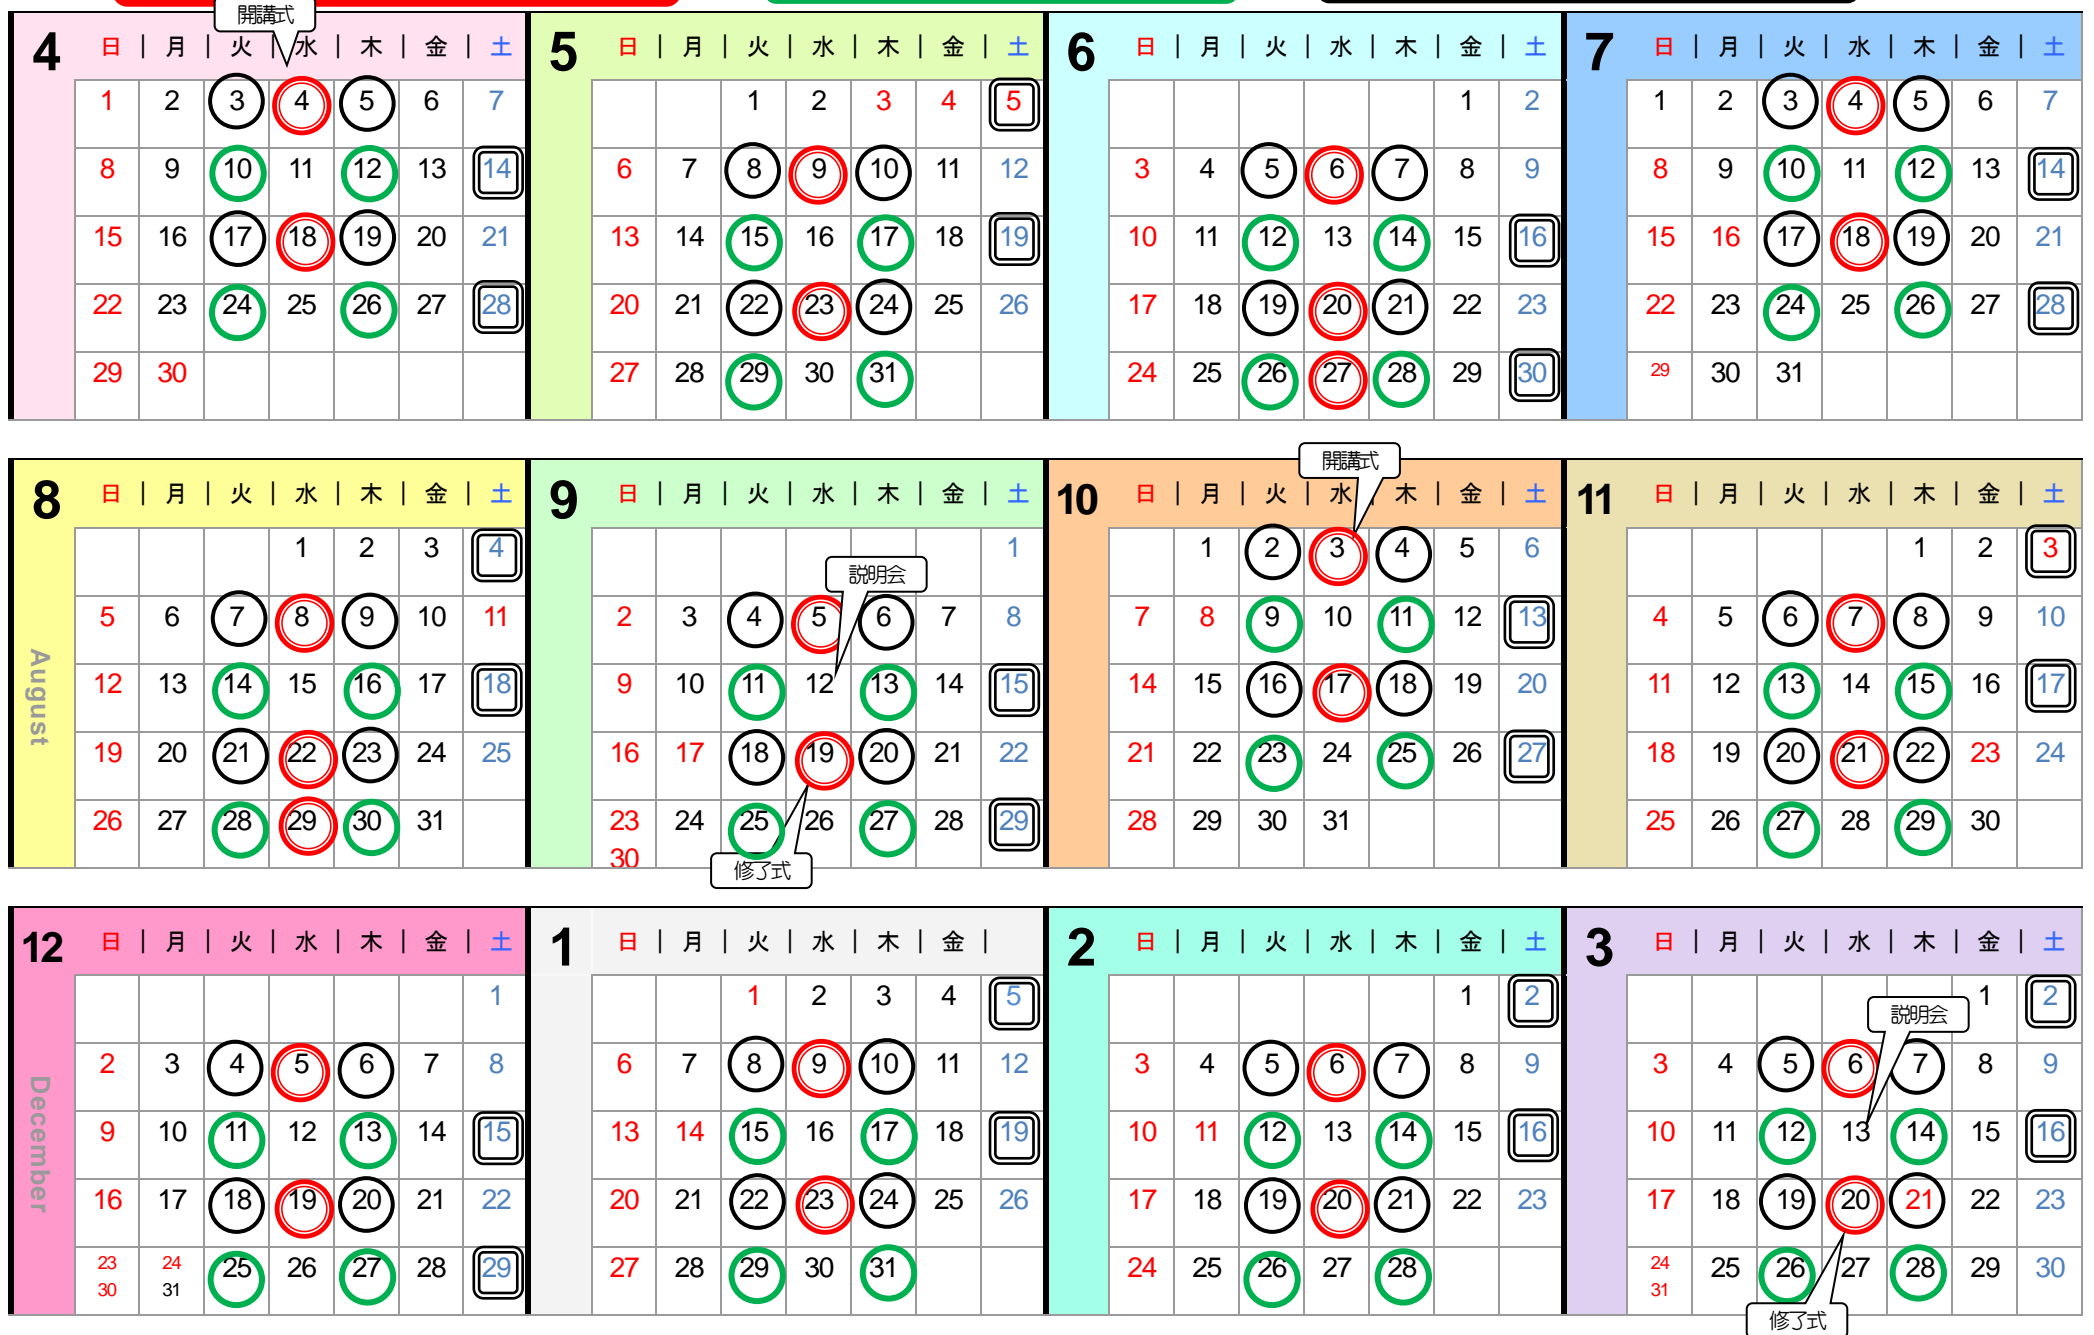 開講式
4 日 | 月 | 火 | 水 | 木 | 金 | 土
1 2 3 4 5 6 7
8 9 10 11 12 13 14
15 16 17 18 19 20 21
22 23 24 25 26 27 28
29 30
5 日 | 月 | 火 | 水 | 木 | 金 | 土
1 2 3 4 5
6 7 8 9 10 11 12
13 14 15 16 17 18 19
20 21 22 23 24 25 26
27 28 29 30 31
6 日 | 月 | 火 | 水 | 木 | 金 | 土
1 2
3 4 5 6 7 8 9
10 11 12 13 14 15 16
17 18 19 20 21 22 23
24 25 26 27 28 29 30
7 日 | 月 | 火 | 水 | 木 | 金 | 土
1 2 3 4 5 6 7
8 9 10 11 12 13 14
15 16 17 18 19 20 21
22 23 24 25 26 27 28
29 30 31
8 日 | 月 | 火 | 水 | 木 | 金 | 土
August
1 2 3 4
5 6 7 8 9 10 11
12 13 14 15 16 17 18
19 20 21 22 23 24 25
26 27 28 29 30 31
9 日 | 月 | 火 | 水 | 木 | 金 | 土
1
説明会
2 3 4 5 6 7 8
9 10 11 12 13 14 15
16 17 18 19 20 21 22
23 24 25 26 27 28 29
30
修了式
開講式
10 日 | 月 | 火 | 水 | 木 | 金 | 土
1 2 3 4 5 6
7 8 9 10 11 12 13
14 15 16 17 18 19 20
21 22 23 24 25 26 27
28 29 30 31
11 日 | 月 | 火 | 水 | 木 | 金 | 土
1 2 3
4 5 6 7 8 9 10
11 12 13 14 15 16 17
18 19 20 21 22 23 24
25 26 27 28 29 30
12 日 | 月 | 火 | 水 | 木 | 金 | 土
December
1
2 3 4 5 6 7 8
9 10 11 12 13 14 15
16 17 18 19 20 21 22
23 24 25 26 27 28 29
30 31
1 日 | 月 | 火 | 水 | 木 | 金 |
1 2 3 4 5
6 7 8 9 10 11 12
13 14 15 16 17 18 19
20 21 22 23 24 25 26
27 28 29 30 31
2 日 | 月 | 火 | 水 | 木 | 金 | 土
1 2
3 4 5 6 7 8 9
10 11 12 13 14 15 16
17 18 19 20 21 22 23
24 25 26 27 28
3 日 | 月 | 火 | 水 | 木 | 金 | 土
1 2
説明会
3 4 5 6 7 8 9
10 11 12 13 14 15 16
17 18 19 20 21 22 23
24 25 26 27 28 29 30
31
修了式